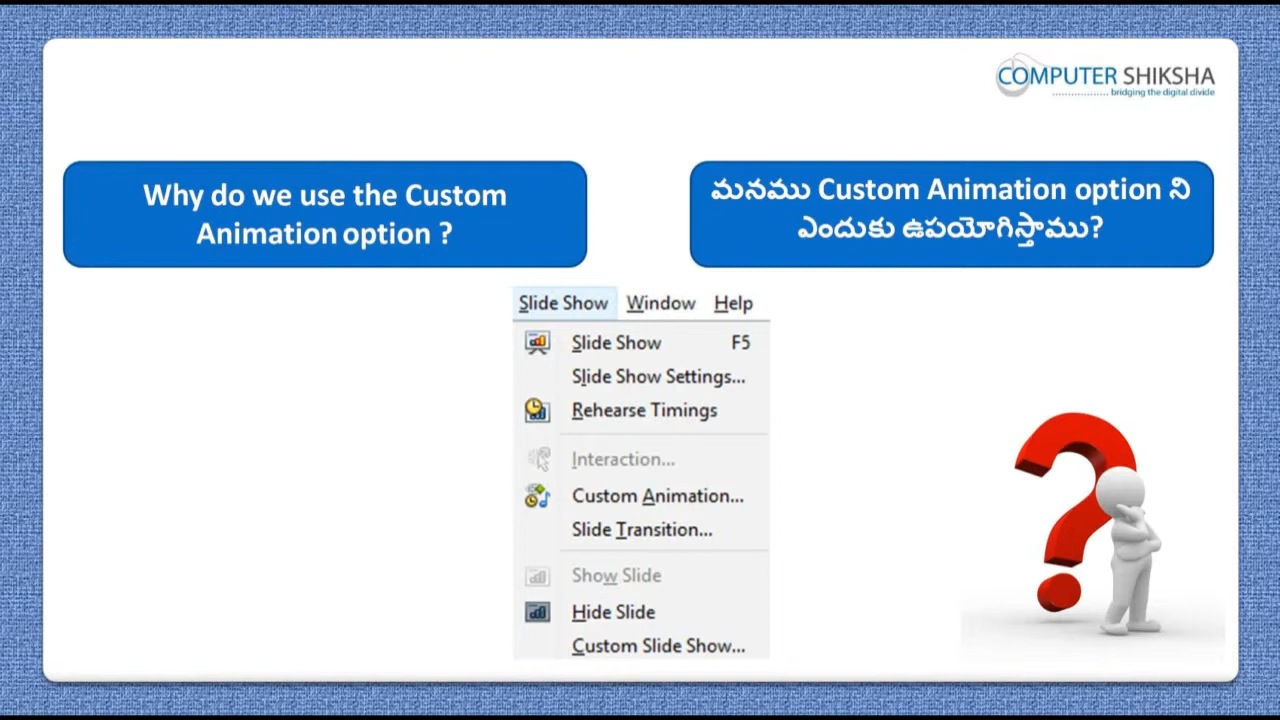 COMPUTER SHIKSHA
.................. bridging the digital divide
Why do we use the Custom
Animation option ?
మనము Custom Animation option ని
ఎందుకు ఉపయోగిస్తాము?
Slide Show Window Help
Slide Show F5
Slide Show Settings...
Rehearse Timings
Interaction...
Custom Animation...
Slide Transition...
Show Slide
Hide Slide
Custom Slide Show...